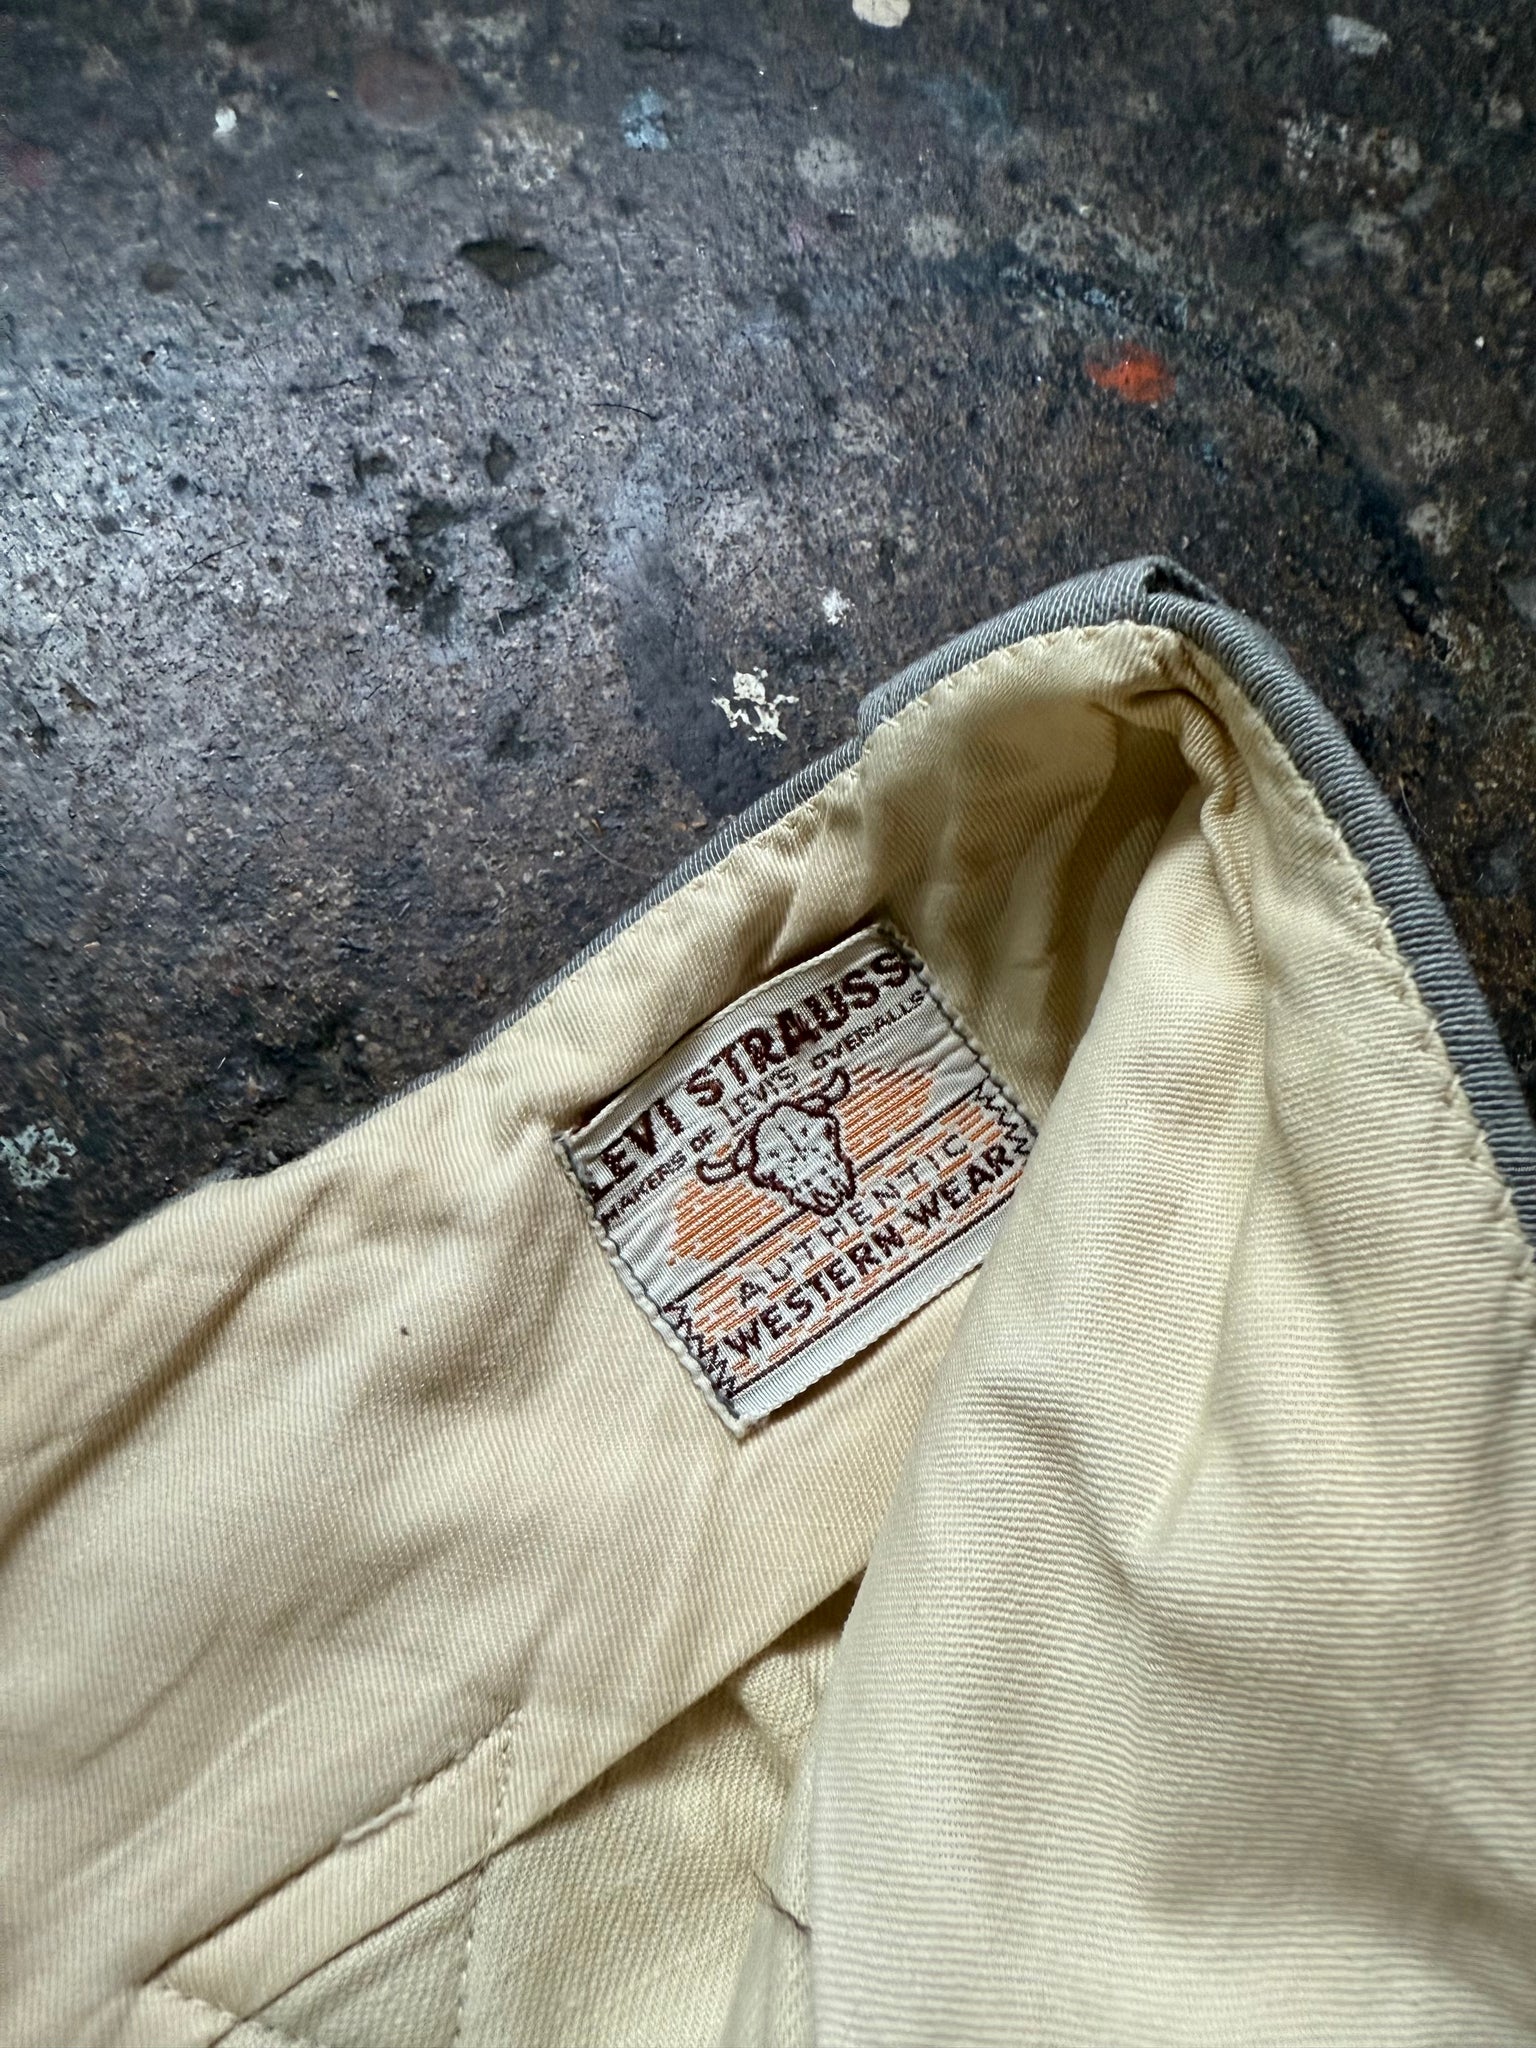 LEVI STRAUSS
MAKERS OF LEVI'S OVERALLS
AUTHENTIC
WESTERN WEAR